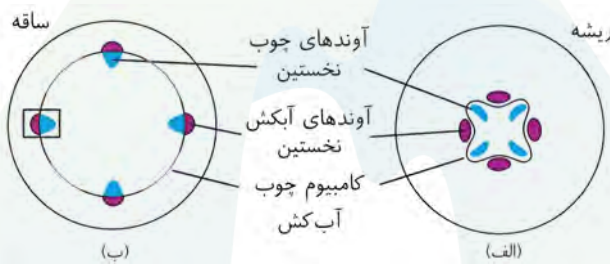 ریشه
ساقه
آوندهای چوب
نخستین
آوندهای آبکش
نخستین
کامبیوم چوب
آب کش
(الف)
(ب)